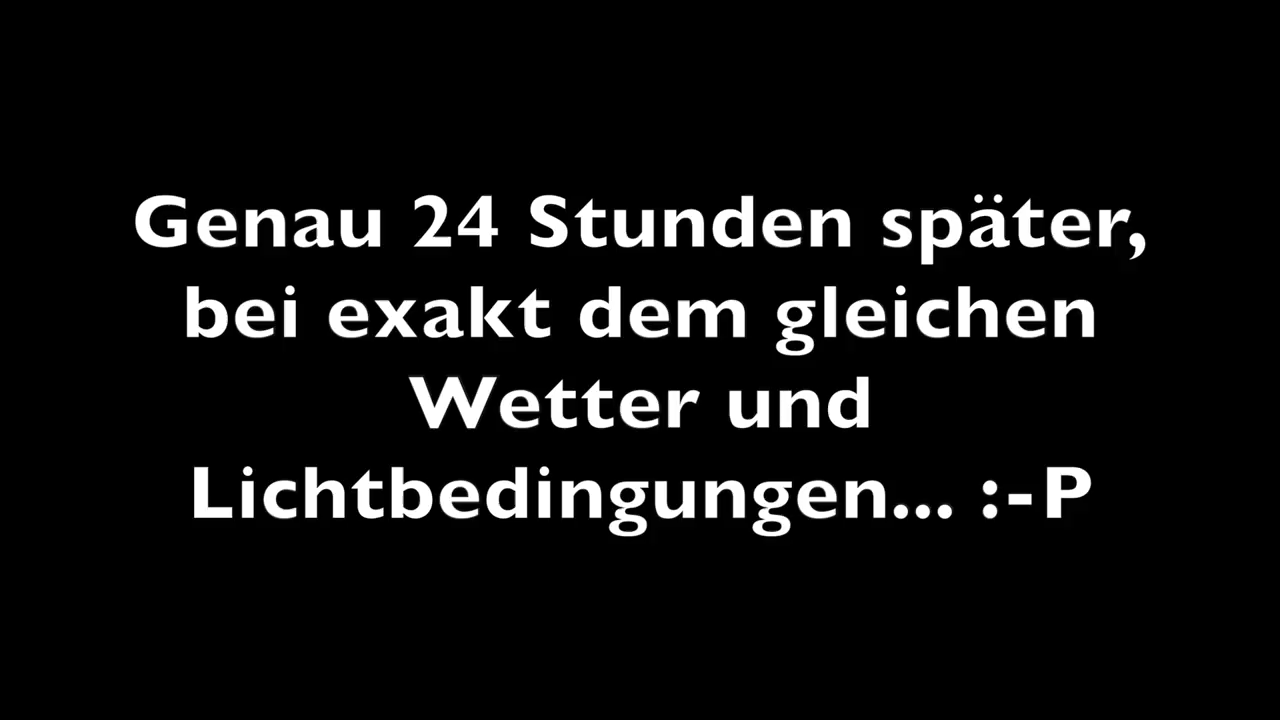 Genau 24 Stunden später,
bei exakt dem gleichen
Wetter und
Lichtbedingungen... :-P